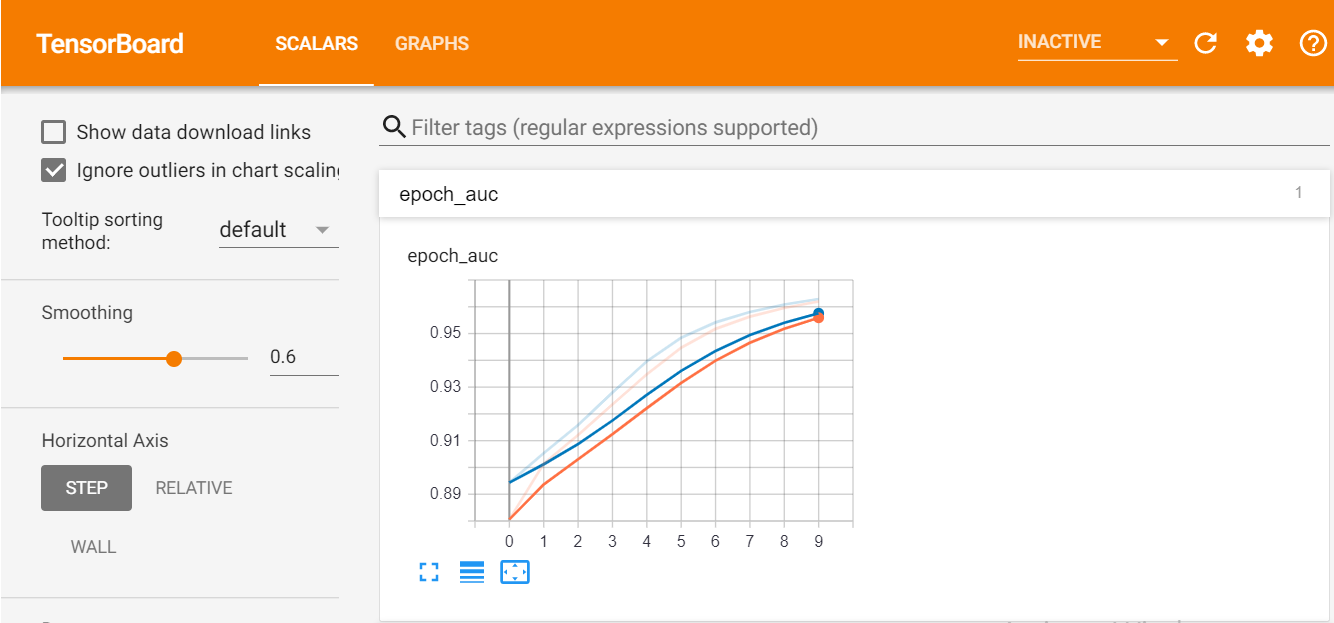 TensorBoard
SCALARS
GRAPHS
INACTIVE
Show data download links
Ignore outliers in chart scaling
Tooltip sorting
method:
default
Smoothing
0.6
Horizontal Axis
STEP
RELATIVE
WALL
Filter tags (regular expressions supported)
epoch_auc
1
epoch_auc
0.95
0.93
0.91
0.89
0 1 2 3 4 5 6 7 8 9